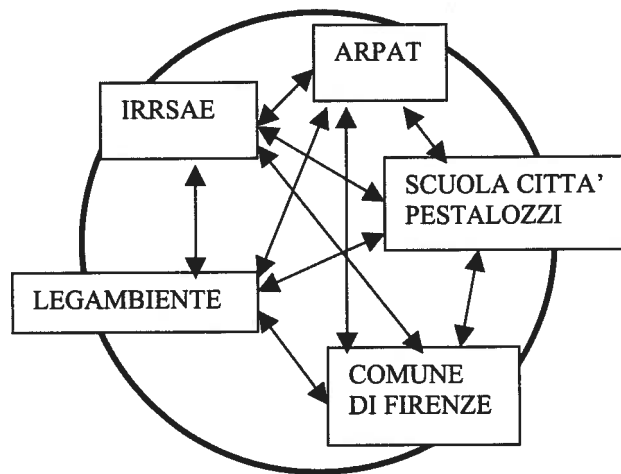 ARPAT
IRRSAE
SCUOLA CITTA’
PESTALOZZI
LEGAMBIENTE
COMUNE
DI FIRENZE